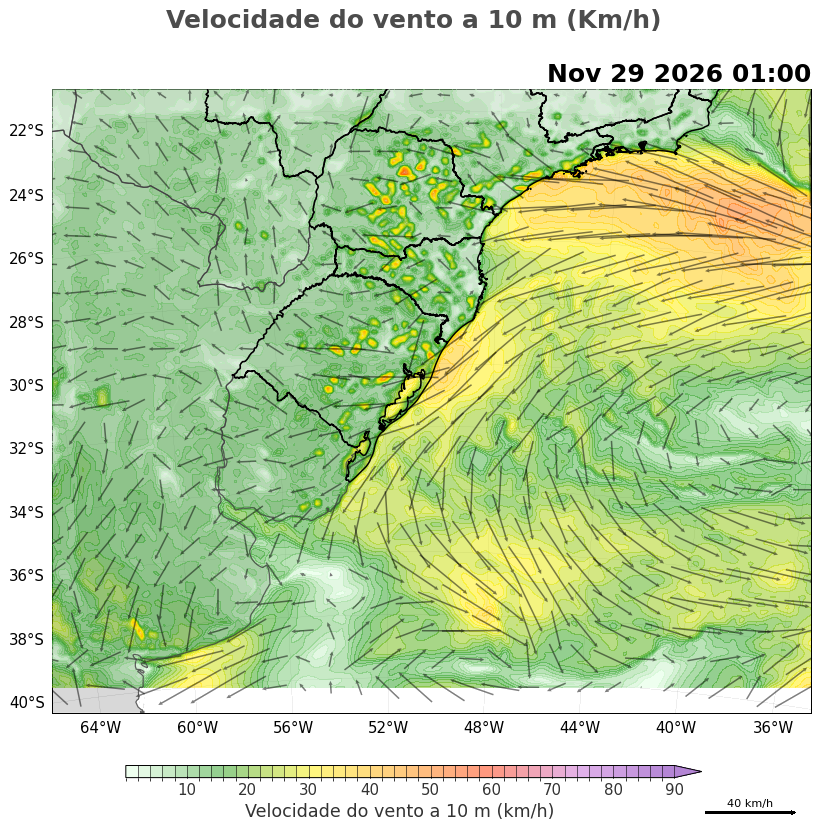 Velocidade do vento a 10 m (Km/h)
Nov 29 2026 01:00
22°S
24°S
26°S
28°S
30°S
32°S
34°S
36°S
38°S
40°S
64°W 60°W 56°W 52°W 48°W 44°W 40°W 36°W
10 20 30 40 50 60 70 80 90
Velocidade do vento a 10 m (km/h)
40 km/h